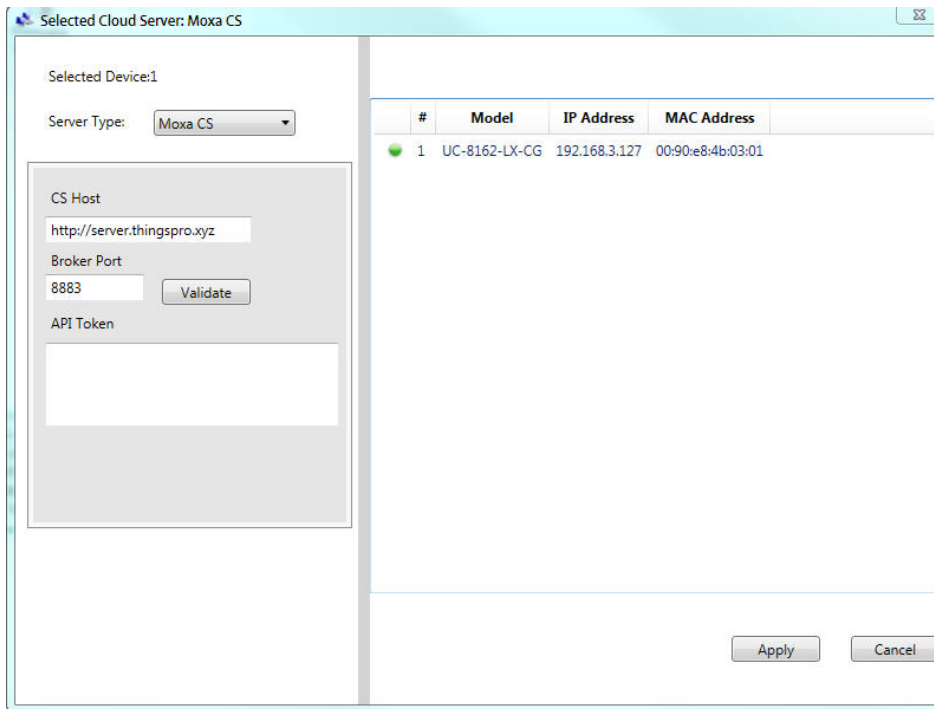 Selected Cloud Server: Moxa CS
Selected Device:1
Server Type: Moxa CS
CS Host
http://server.thingspro.xyz
Broker Port
8883 Validate
API Token
# Model IP Address MAC Address
1 UC-8162-LX-CG 192.168.3.127 00:90:e8:4b:03:01
Apply Cancel